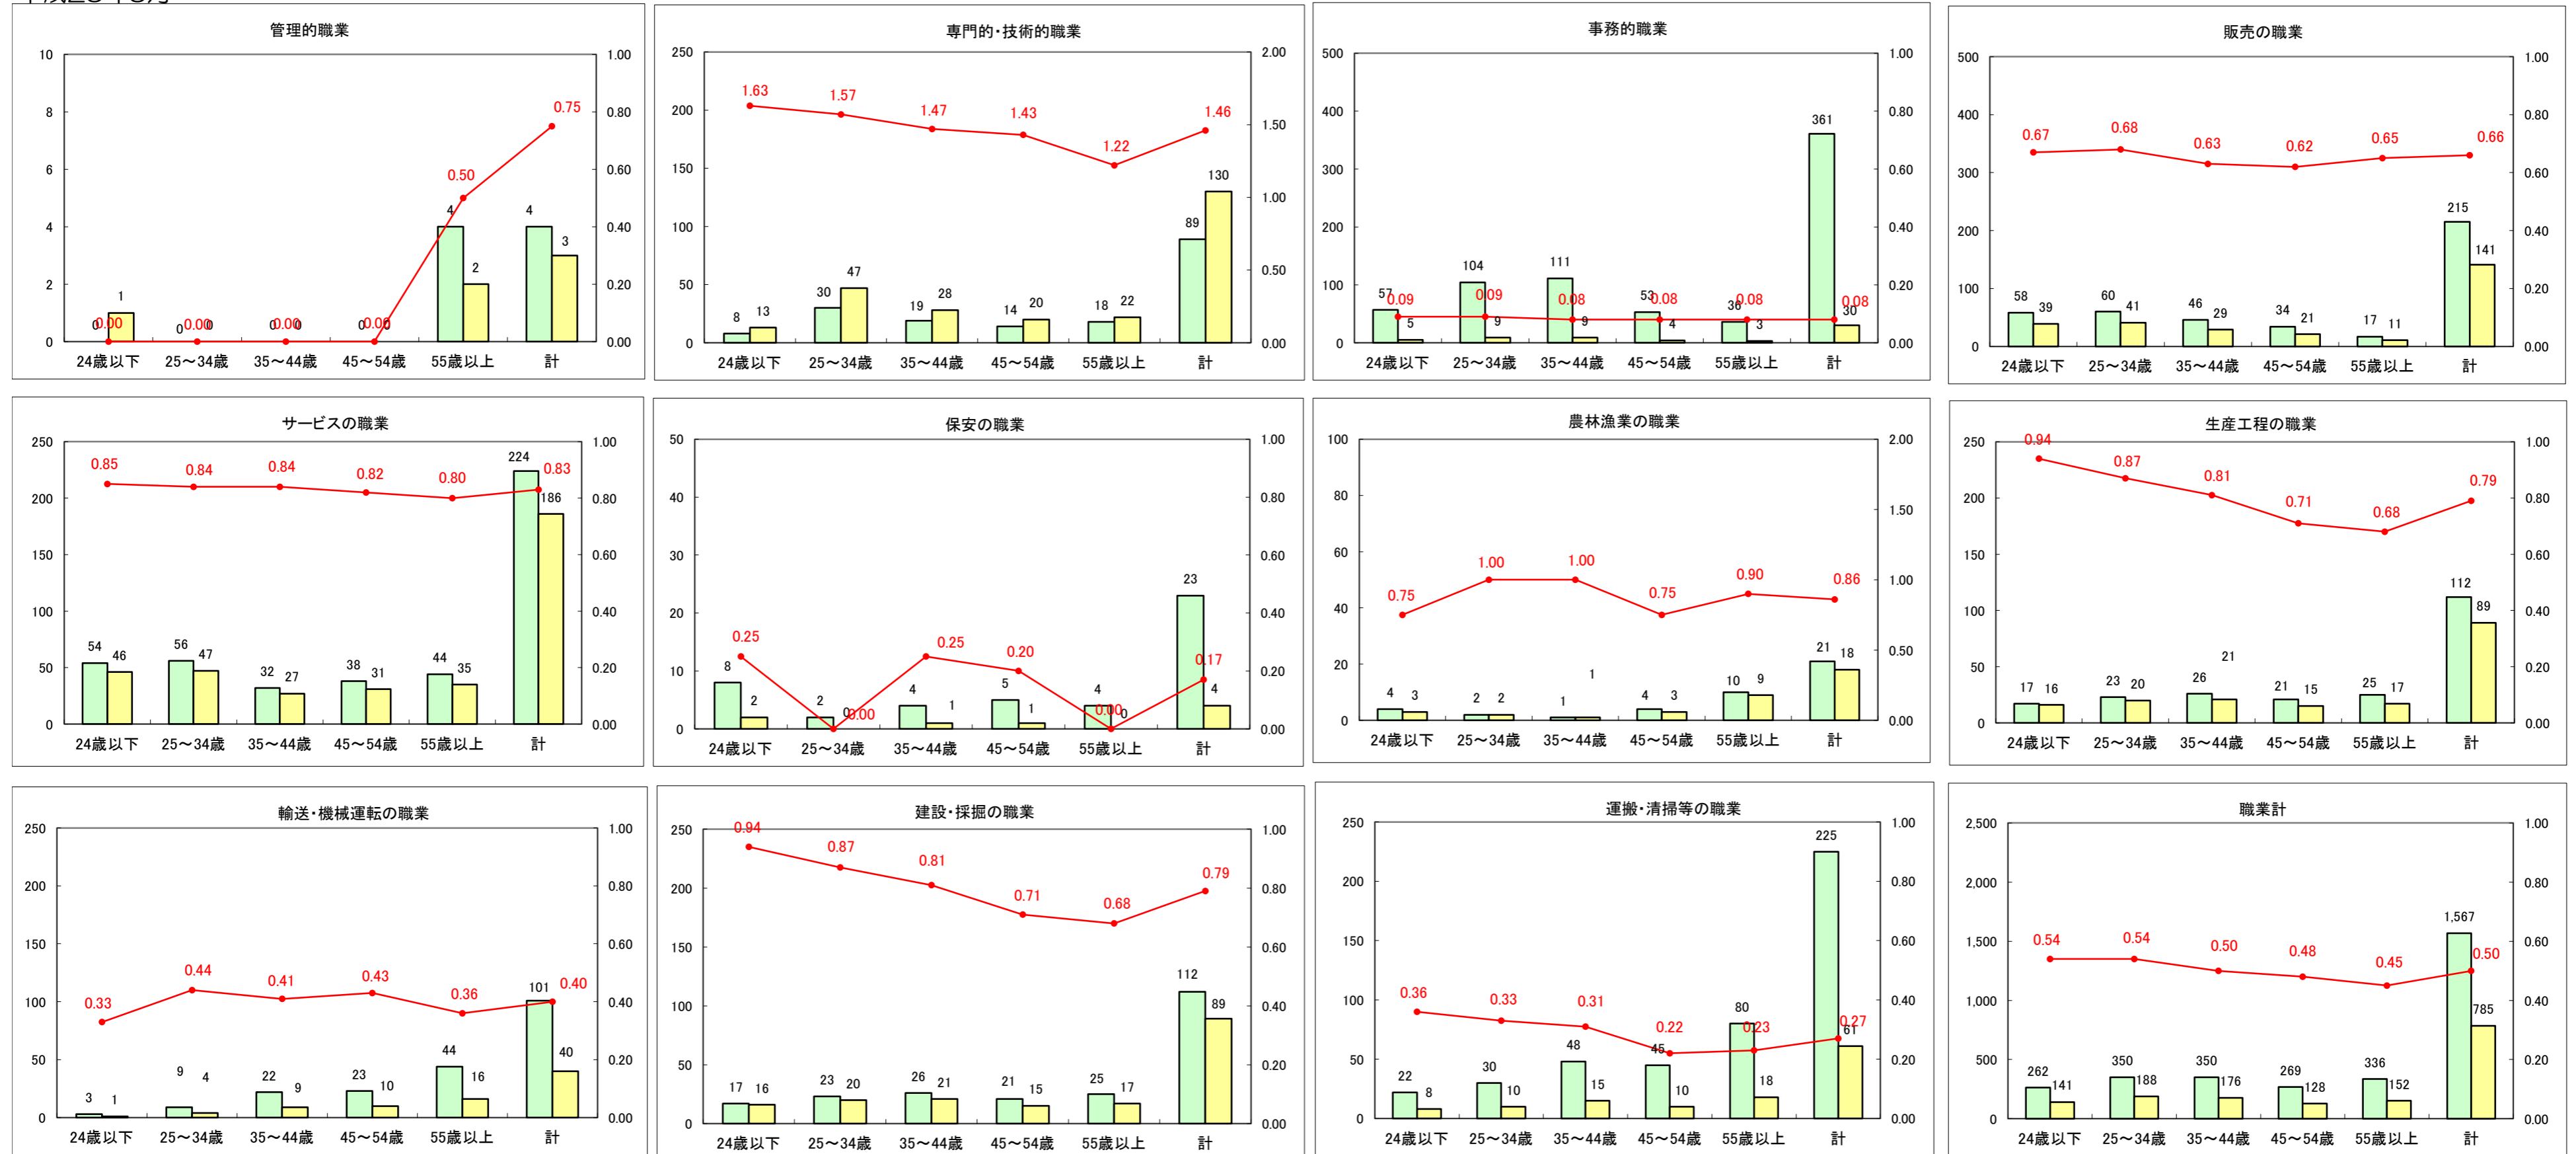 管理的職業
10
8
6
4
2
0
1.00
0.80
0.60
0.40
0.20
0.00
0 1 0 0 0 0 0 0 4 2 4 3
0.00 0.00 0.00 0.00 0.50 0.75
24歳以下 25～34歳 35～44歳 45～54歳 55歳以上 計
専門的・技術的職業
250
200
150
100
50
0
2.00
1.50
1.00
0.50
0.00
1.63 1.57 1.47 1.43 1.22 1.46
8 13 30 47 19 28 14 20 18 22 89 130
24歳以下 25～34歳 35～44歳 45～54歳 55歳以上 計
事務的職業
500
400
300
200
100
0
1.00
0.80
0.60
0.40
0.20
0.00
57 5 104 9 111 9 53 4 36 3 361 30
0.09 0.09 0.08 0.08 0.08 0.08
24歳以下 25～34歳 35～44歳 45～54歳 55歳以上 計
販売の職業
500
400
300
200
100
0
1.00
0.80
0.60
0.40
0.20
0.00
0.67 0.68 0.63 0.62 0.65 0.66
58 39 60 41 46 29 34 21 17 11 215 141
24歳以下 25～34歳 35～44歳 45～54歳 55歳以上 計
サービスの職業
250
200
150
100
50
0
1.00
0.80
0.60
0.40
0.20
0.00
0.85 0.84 0.84 0.82 0.80 0.83
54 46 56 47 32 27 38 31 44 35 224 186
24歳以下 25～34歳 35～44歳 45～54歳 55歳以上 計
保安の職業
50
40
30
20
10
0
1.00
0.80
0.60
0.40
0.20
0.00
0.25 0.00 0.25 0.20 0.00 0.17
8 2 2 0 4 1 5 1 4 0 23 4
24歳以下 25～34歳 35～44歳 45～54歳 55歳以上 計
農林漁業の職業
100
80
60
40
20
0
2.00
1.50
1.00
0.50
0.00
0.75 1.00 1.00 0.75 0.90 0.86
4 3 2 2 1 1 4 3 10 9 21 18
24歳以下 25～34歳 35～44歳 45～54歳 55歳以上 計
生産工程の職業
250
200
150
100
50
0
1.00
0.80
0.60
0.40
0.20
0.00
0.94 0.87 0.81 0.71 0.68 0.79
17 16 23 20 26 21 21 15 25 17 112 89
24歳以下 25～34歳 35～44歳 45～54歳 55歳以上 計
輸送・機械運転の職業
250
200
150
100
50
0
1.00
0.80
0.60
0.40
0.20
0.00
0.33 0.44 0.41 0.43 0.36 0.40
3 1 9 4 22 9 23 10 44 16 101 40
24歳以下 25～34歳 35～44歳 45～54歳 55歳以上 計
建設・採掘の職業
250
200
150
100
50
0
1.00
0.80
0.60
0.40
0.20
0.00
0.94 0.87 0.81 0.71 0.68 0.79
17 16 23 20 26 21 21 15 25 17 112 89
24歳以下 25～34歳 35～44歳 45～54歳 55歳以上 計
運搬・清掃等の職業
250
200
150
100
50
0
1.00
0.80
0.60
0.40
0.20
0.00
0.36 0.33 0.31 0.22 0.23 0.27
22 8 30 10 48 15 45 10 80 18 225 61
24歳以下 25～34歳 35～44歳 45～54歳 55歳以上 計
職業計
2,500
2,000
1,500
1,000
500
0
1.00
0.80
0.60
0.40
0.20
0.00
0.54 0.54 0.50 0.48 0.45 0.50
262 141 350 188 350 176 269 128 336 152 1,567 785
24歳以下 25～34歳 35～44歳 45～54歳 55歳以上 計